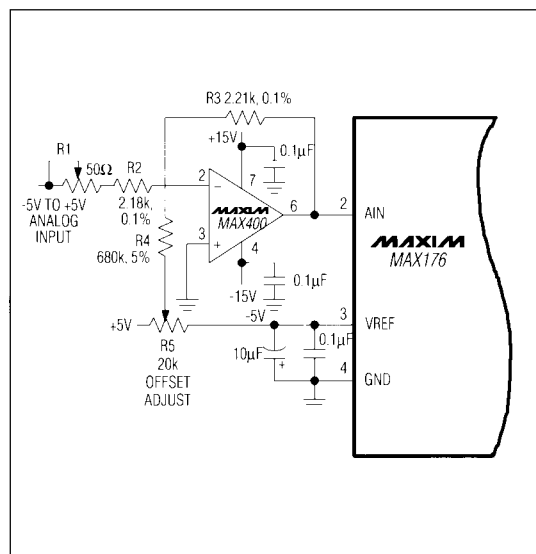 R3 2.21k, 0.1%
+15V
0.1µF
7
R1
50Ω
R2
2
−
2.18k,
0.1%
-5V TO +5V
ANALOG
INPUT
R4
680k, 5%
MAXIM
MAX400
6
3
+
4
-15V
0.1µF
2
AIN
MAXIM
MAX176
+5V
R5
20k
OFFSET
ADJUST
-5V
10µF
+
0.1µF
3
VREF
4
GND